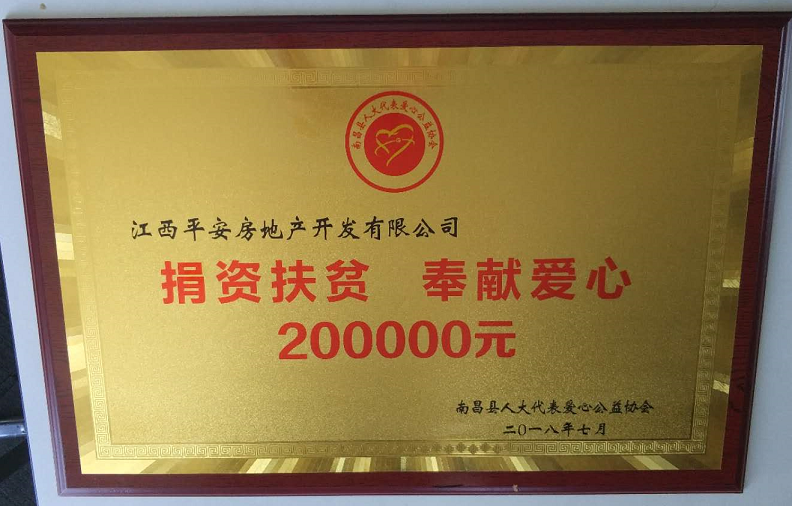 南昌县人大代表爱心公益协会
江西平安房地产开发有限公司
捐资扶贫 奉献爱心
200000元
南昌县人大代表爱心公益协会
二〇一八年七月